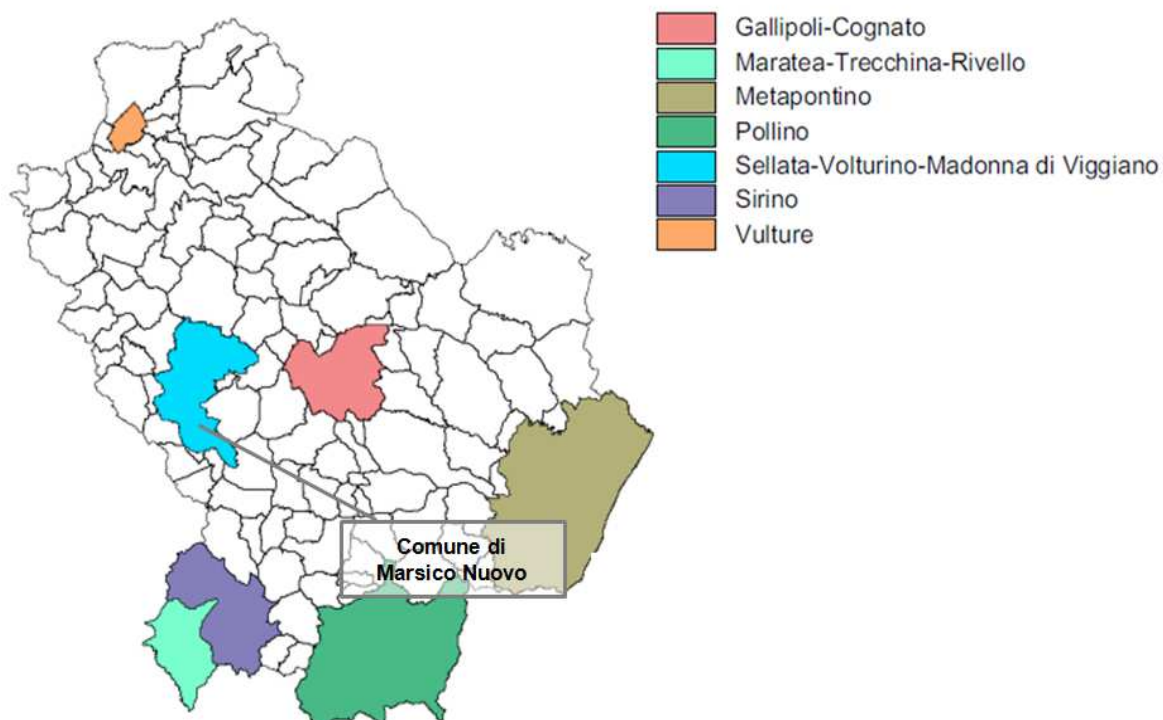 Gallipoli-Cognato
Maratea-Trecchina-Rivello
Metapontino
Pollino
Sellata-Volturino-Madonna di Viggiano
Sirino
Vulture
Comune di
Marsico Nuovo